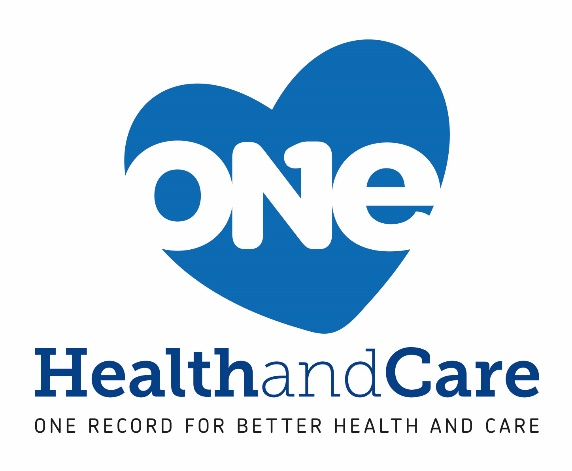 one
HealthandCare
ONE RECORD FOR BETTER HEALTH AND CARE